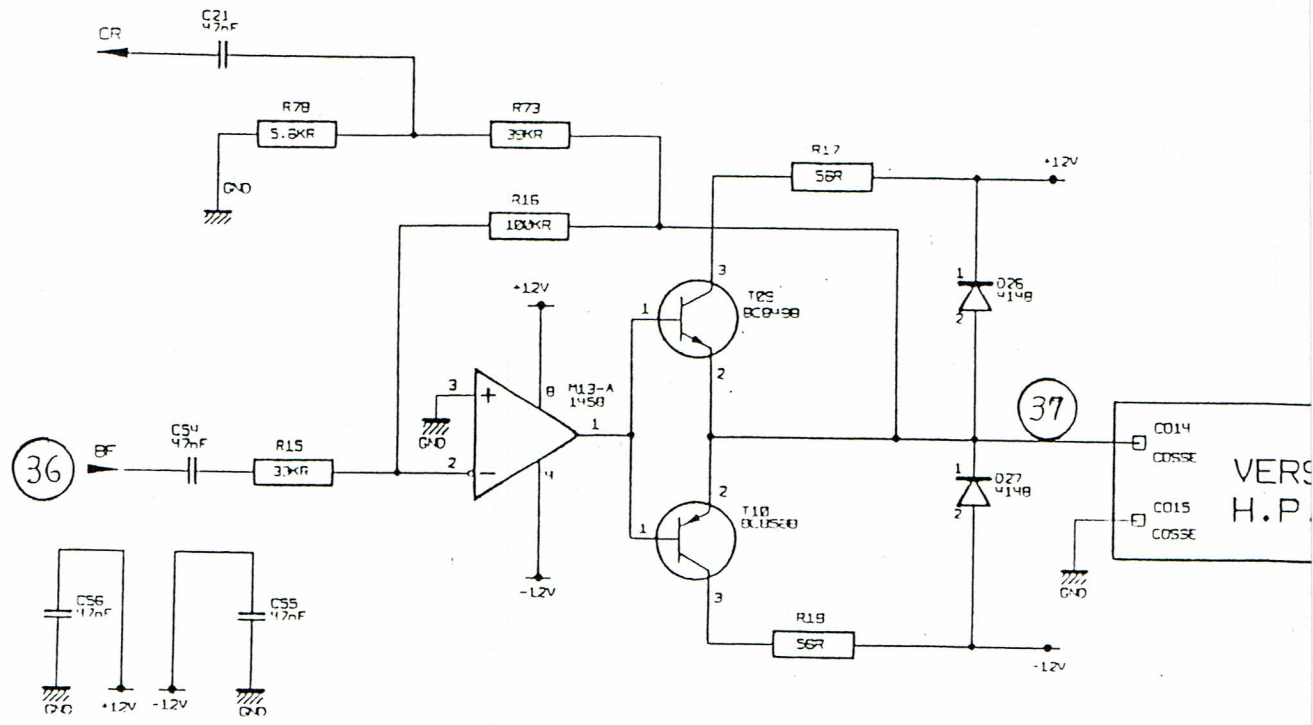 C21
47nF
CR
R78
5.6KR
R73
39KR
GND
R16
100KR
R17
56R
+12V
+12V
3
1
T09
BC849B
2
1
D26
4148
2
3
8
M13-A
1458
1
GND
2
4
36
BF
C54
47nF
R15
33KR
37
CO14
COSSE
1
D27
4148
2
CO15
COSSE
VERS
H.P.
GND
2
T10
1
3
-12V
R18
56R
-12V
C56
47nF
C55
47nF
GND
+12V
-12V
GND